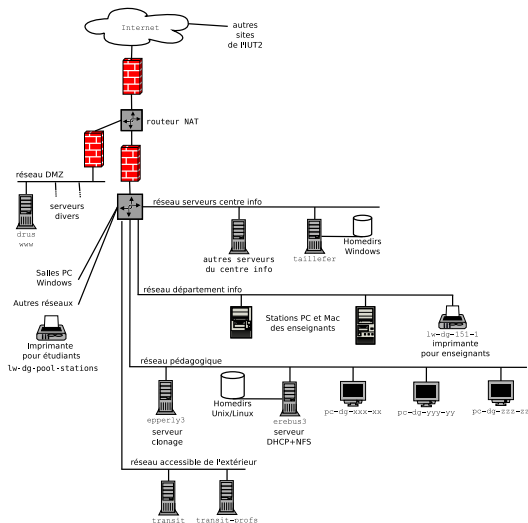 Internet
autres
sites
de l'IUT2
routeur NAT
réseau DMZ
serveurs
divers
drus
www
réseau serveurs centre info
autres serveurs
du centre info
taillefer
Homedirs
Windows
Salles PC
Windows
Autres réseaux
Imprimante
pour étudiants
lw-dg-pool-stations
réseau département info
Stations PC et Mac
des enseignants
lw-dg-151-1
imprimante
pour enseignants
réseau pédagogique
epperly3
serveur
clonage
Homedirs
Unix/Linux
erebus3
serveur
DHCP+NFS
pc-dg-xxx-xx
pc-dg-yyy-yy
pc-dg-zzz-zz
réseau accessible de l'extérieur
transit
transit-profs